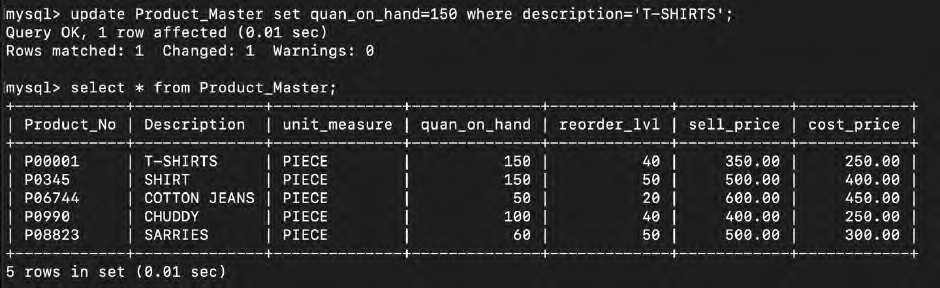 mysql> update Product_Master set quan_on_hand=150 where description='T-SHIRTS';
Query OK, 1 row affected (0.01 sec)
Rows matched: 1  Changed: 1  Warnings: 0
mysql> select * from Product_Master;
+------------+--------------+--------------+--------------+-------------+------------+------------+
| Product_No | Description  | unit_measure | quan_on_hand | reorder_lvl | sell_price | cost_price |
+------------+--------------+--------------+--------------+-------------+------------+------------+
| P00001     | T-SHIRTS     | PIECE        |          150 |          40 |     350.00 |     250.00 |
| P0345      | SHIRT        | PIECE        |          150 |          50 |     500.00 |     400.00 |
| P06744     | COTTON JEANS | PIECE        |           50 |          20 |     600.00 |     450.00 |
| P0990      | CHUDDY       | PIECE        |          100 |          40 |     400.00 |     250.00 |
| P08823     | SARRIES      | PIECE        |           60 |          50 |     500.00 |     300.00 |
+------------+--------------+--------------+--------------+-------------+------------+------------+
5 rows in set (0.01 sec)